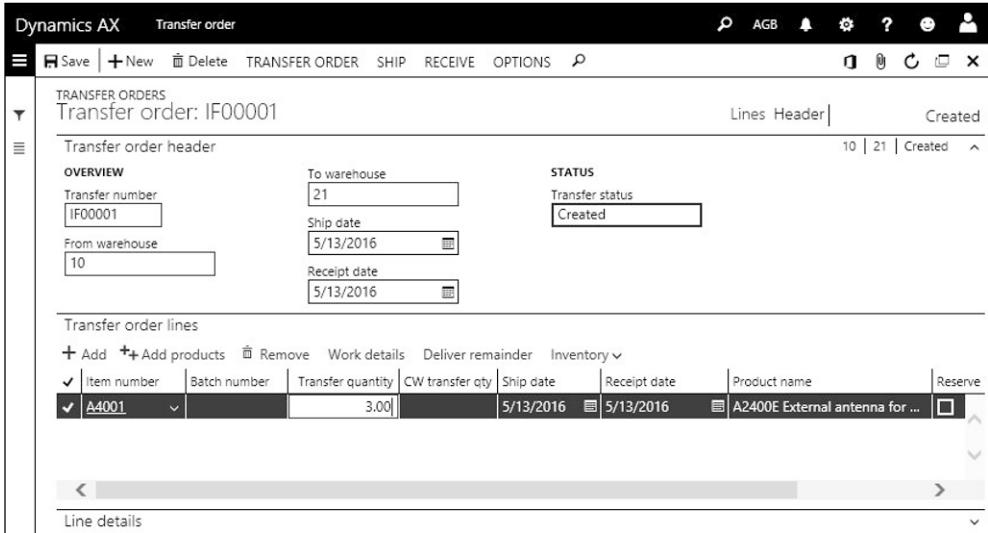 Dynamics AX Transfer order AGB ?
Save + New Delete TRANSFER ORDER SHIP RECEIVE OPTIONS
TRANSFER ORDERS
Transfer order: IF00001 Lines Header Created
Transfer order header 10 | 21 | Created
OVERVIEW To warehouse STATUS
Transfer number 21 Transfer status
IF00001 Ship date Created
From warehouse 5/13/2016
10 Receipt date
5/13/2016
Transfer order lines
+ Add Add products Remove Work details Deliver remainder Inventory
Item number Batch number Transfer quantity CW transfer qty Ship date Receipt date Product name Reserve
A4001 3.00 5/13/2016 5/13/2016 A2400E External antenna for ...
Line details